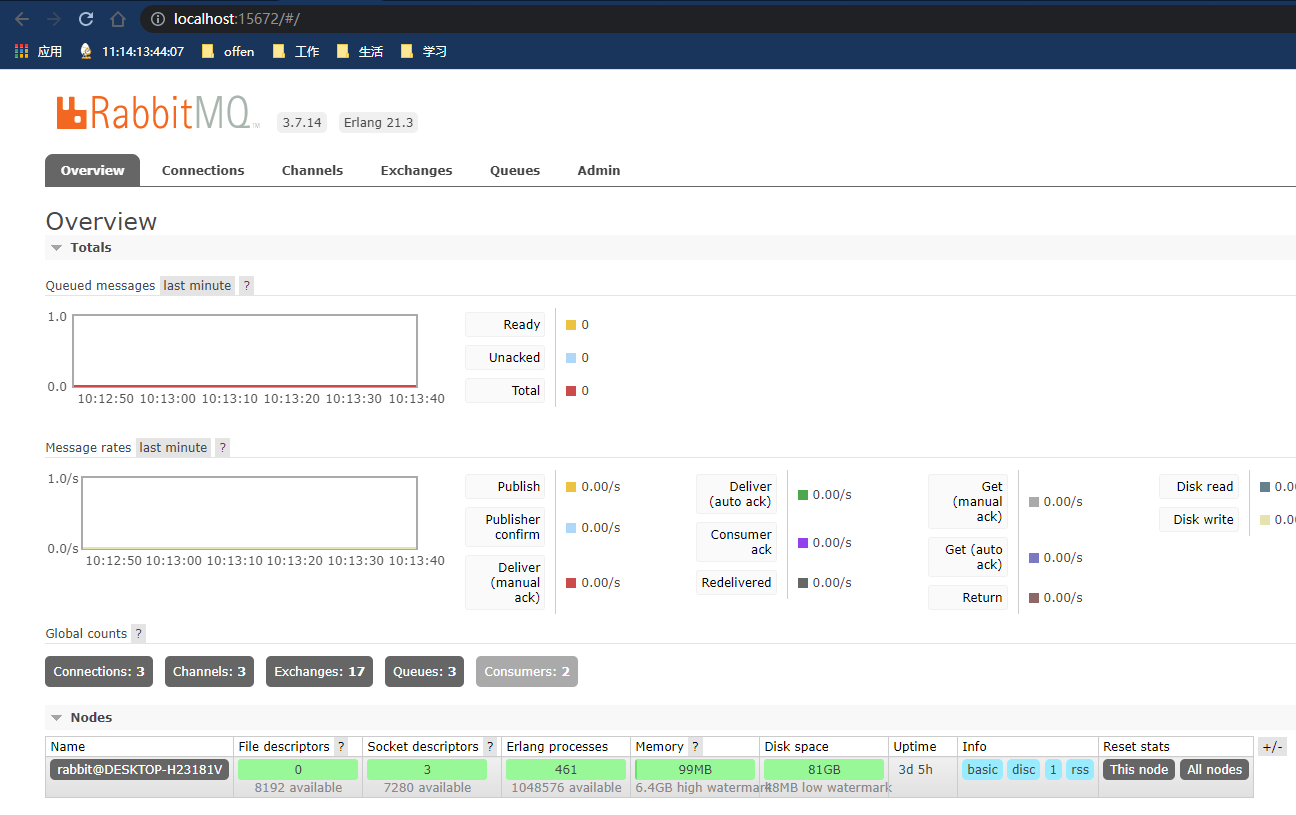 localhost:15672/#/
应用 11:14:13:44:07 offen 工作 生活 学习
RabbitMQ TM 3.7.14 Erlang 21.3
Overview Connections Channels Exchanges Queues Admin
Overview
Totals
Queued messages last minute ?
1.0
0.0
10:12:50 10:13:00 10:13:10 10:13:20 10:13:30 10:13:40
Ready 0
Unacked 0
Total 0
Message rates last minute ?
1.0/s
0.0/s
10:12:50 10:13:00 10:13:10 10:13:20 10:13:30 10:13:40
Publish 0.00/s
Publisher
confirm 0.00/s
Deliver
(manual
ack) 0.00/s
Deliver
(auto ack) 0.00/s
Consumer
ack 0.00/s
Redelivered 0.00/s
Get
(manual
ack) 0.00/s
Get (auto
ack) 0.00/s
Return 0.00/s
Disk read 0.0
Disk write 0.0
Global counts ?
Connections: 3 Channels: 3 Exchanges: 17 Queues: 3 Consumers: 2
Nodes
Name File descriptors ? Socket descriptors ? Erlang processes Memory ? Disk space Uptime Info Reset stats +/-
rabbit@DESKTOP-H23181V 0 3 461 99MB 81GB 3d 5h basic disc 1 rss This node All nodes
8192 available 7280 available 1048576 available 6.4GB high watermark 48MB low watermark